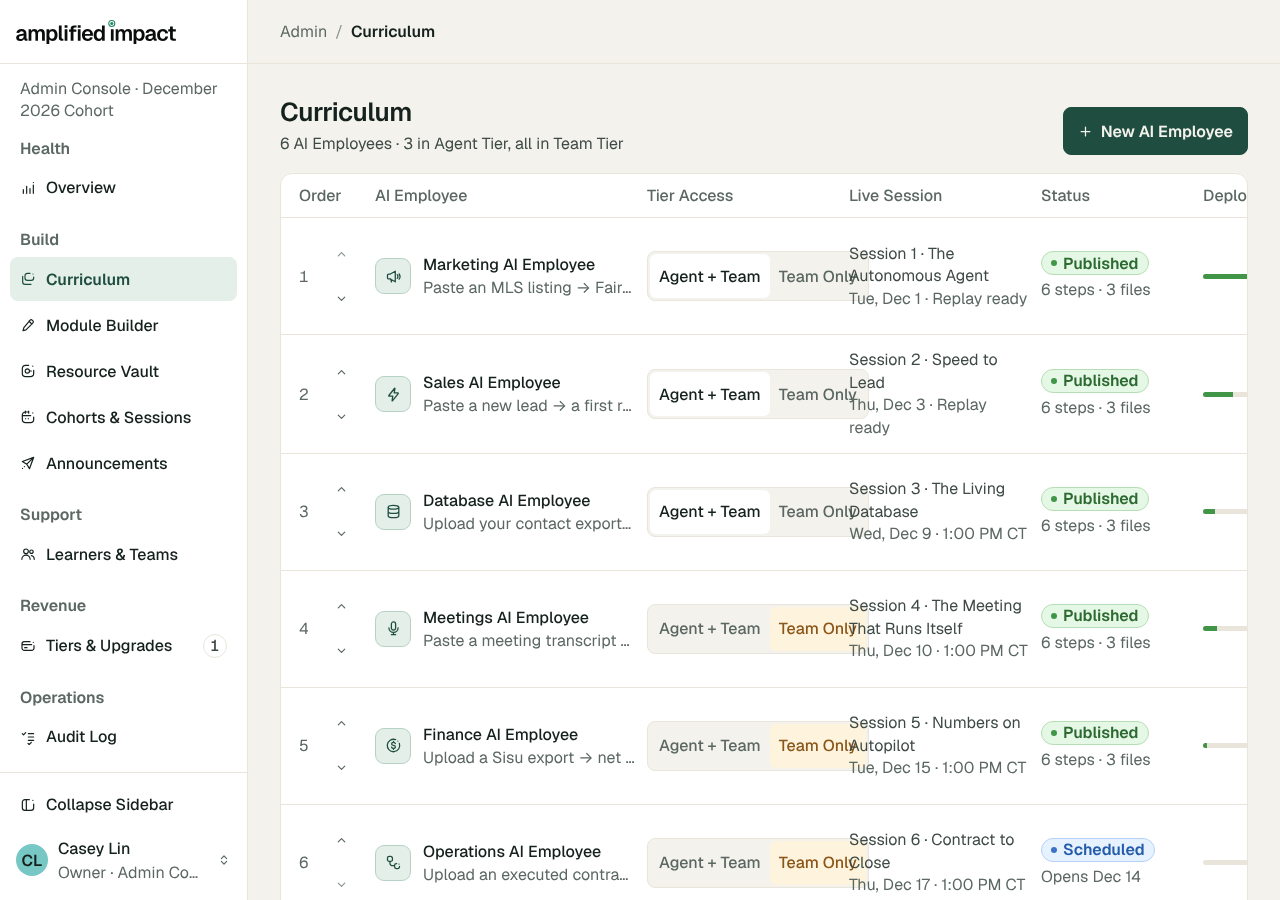 amplified impact
Admin / Curriculum
Admin Console · December
2026 Cohort
Health
Overview
Build
Curriculum
Module Builder
Resource Vault
Cohorts & Sessions
Announcements
Support
Learners & Teams
Revenue
Tiers & Upgrades 1
Operations
Audit Log
Collapse Sidebar
CL
Casey Lin
Owner · Admin Co...
Curriculum
6 AI Employees · 3 in Agent Tier, all in Team Tier
+ New AI Employee
Order AI Employee Tier Access Live Session Status Deplo
1
Marketing AI Employee
Paste an MLS listing → Fair...
Agent + Team Team Only
Session 1 · The
Autonomous Agent
Tue, Dec 1 · Replay ready
Published
6 steps · 3 files
2
Sales AI Employee
Paste a new lead → a first r...
Agent + Team Team Only
Session 2 · Speed to
Lead
Thu, Dec 3 · Replay
ready
Published
6 steps · 3 files
3
Database AI Employee
Upload your contact export...
Agent + Team Team Only
Session 3 · The Living
Database
Wed, Dec 9 · 1:00 PM CT
Published
6 steps · 3 files
4
Meetings AI Employee
Paste a meeting transcript ...
Agent + Team Team Only
Session 4 · The Meeting
That Runs Itself
Thu, Dec 10 · 1:00 PM CT
Published
6 steps · 3 files
5
Finance AI Employee
Upload a Sisu export → net ...
Agent + Team Team Only
Session 5 · Numbers on
Autopilot
Tue, Dec 15 · 1:00 PM CT
Published
6 steps · 3 files
6
Operations AI Employee
Upload an executed contra...
Agent + Team Team Only
Session 6 · Contract to
Close
Thu, Dec 17 · 1:00 PM CT
Scheduled
Opens Dec 14